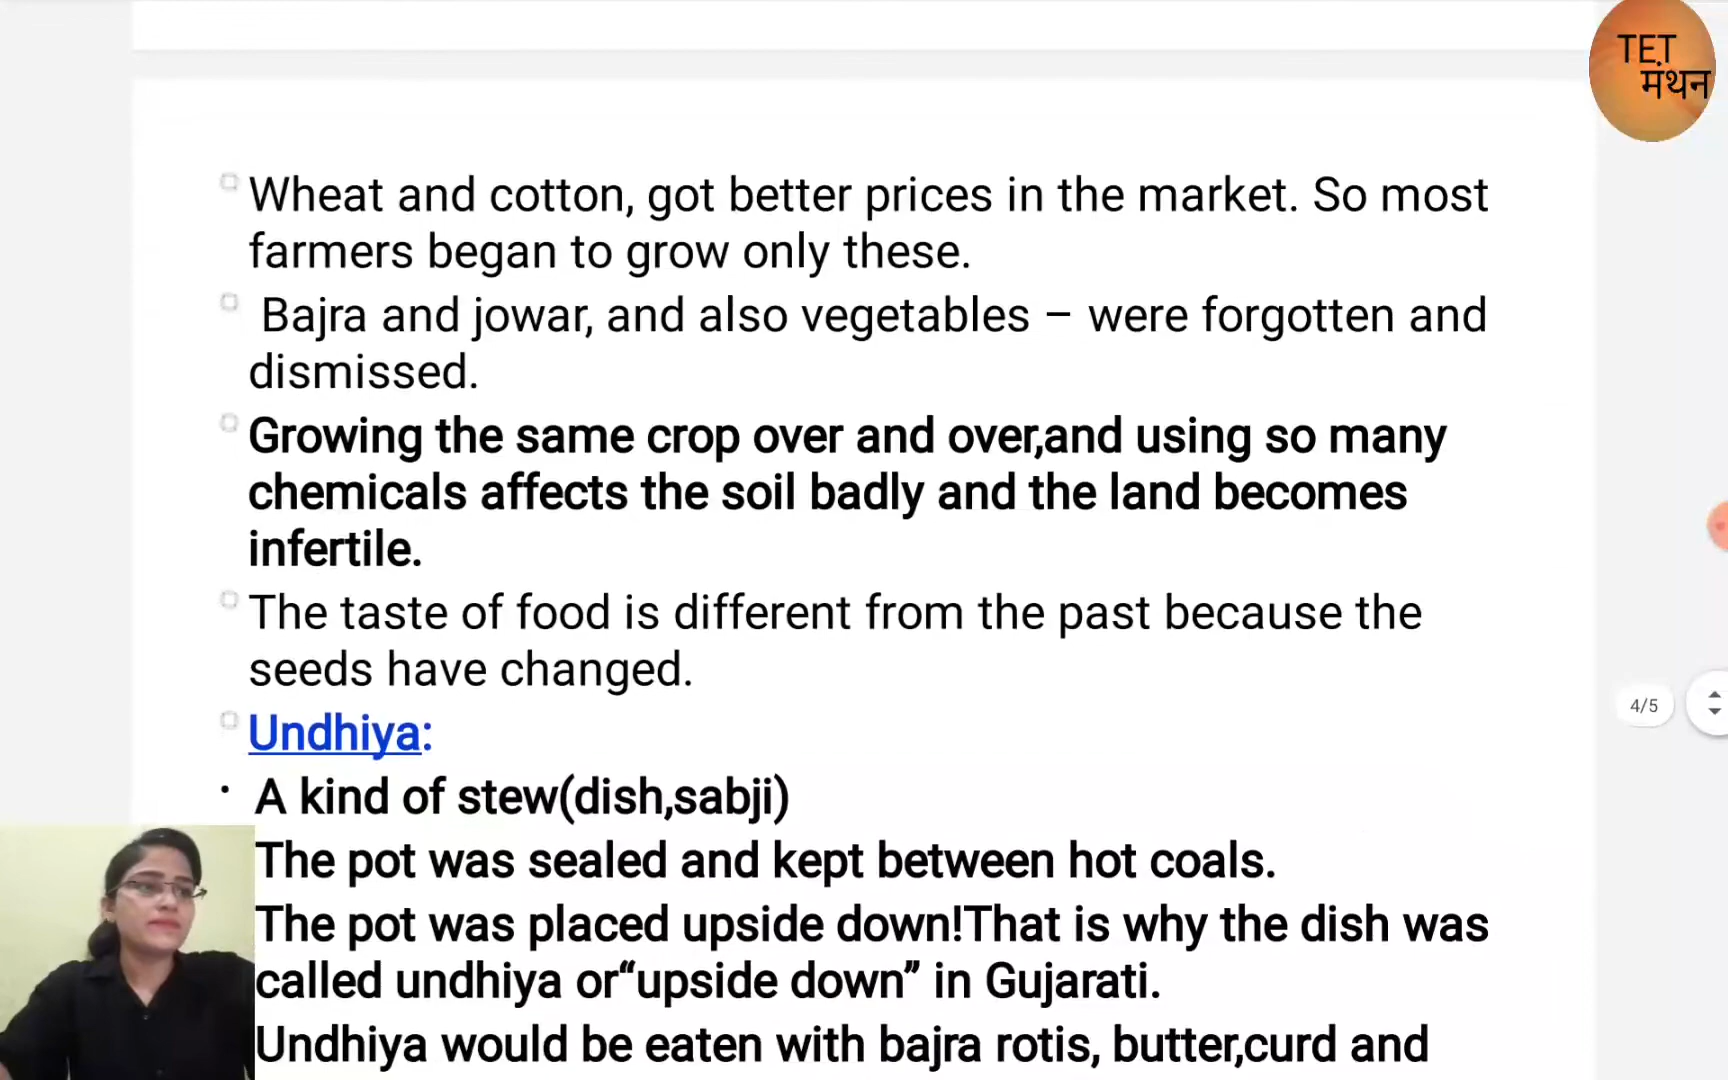 TET
मंथन
Wheat and cotton, got better prices in the market. So most
farmers began to grow only these.
Bajra and jowar, and also vegetables – were forgotten and
dismissed.
Growing the same crop over and over,and using so many
chemicals affects the soil badly and the land becomes
infertile.
The taste of food is different from the past because the
seeds have changed.
Undhiya:
A kind of stew(dish,sabji)
The pot was sealed and kept between hot coals.
The pot was placed upside down!That is why the dish was
called undhiya or“upside down” in Gujarati.
Undhiya would be eaten with bajra rotis, butter,curd and
4/5